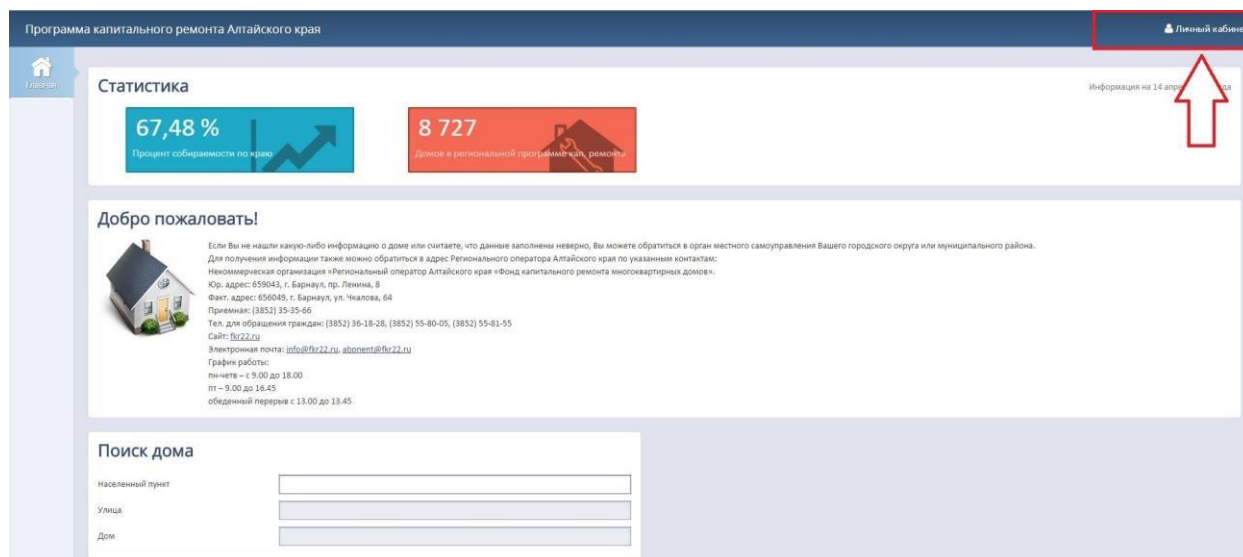 Программа капитального ремонта Алтайского края
Личный кабине
Главная
Статистика
Информация на 14 апре
67,48 %
Процент собираемости по краю
8 727
Домов в региональной программе кап. ремонта
Добро пожаловать!
Если Вы не нашли какую-либо информацию о доме или считаете, что данные заполнены неверно, Вы можете обратиться в орган местного самоуправления Вашего городского округа или муниципального района.
Для получения информации также можно обратиться в адрес Регионального оператора Алтайского края по указанным контактам:
Некоммерческая организация «Региональный оператор Алтайского края «Фонд капитального ремонта многоквартирных домов».
Юр. адрес: 659043, г. Барнаул, пр. Ленина, 8
Факт. адрес: 656049, г. Барнаул, ул. Чкалова, 64
Приемная: (3852) 35-35-66
Тел. для обращения граждан: (3852) 36-18-28, (3852) 55-80-05, (3852) 55-81-55
Сайт: fkr22.ru
Электронная почта: info@fkr22.ru, abonent@fkr22.ru
График работы:
пн-четв – с 9.00 до 18.00
пт – 9.00 до 16.45
обеденный перерыв с 13.00 до 13.45
Поиск дома
Населенный пункт
Улица
Дом